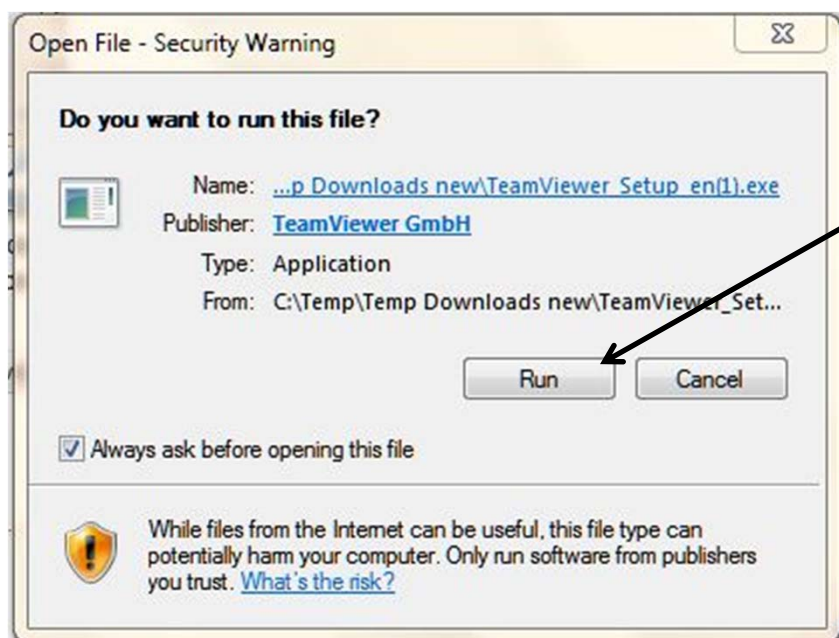 Open File - Security Warning
Do you want to run this file?
Name: ...p Downloads new\TeamViewer_Setup_en(1).exe
Publisher: TeamViewer GmbH
Type: Application
From: C:\Temp\Temp Downloads new\TeamViewer_Set...
Run Cancel
Always ask before opening this file
While files from the Internet can be useful, this file type can
potentially harm your computer. Only run software from publishers
you trust. What's the risk?